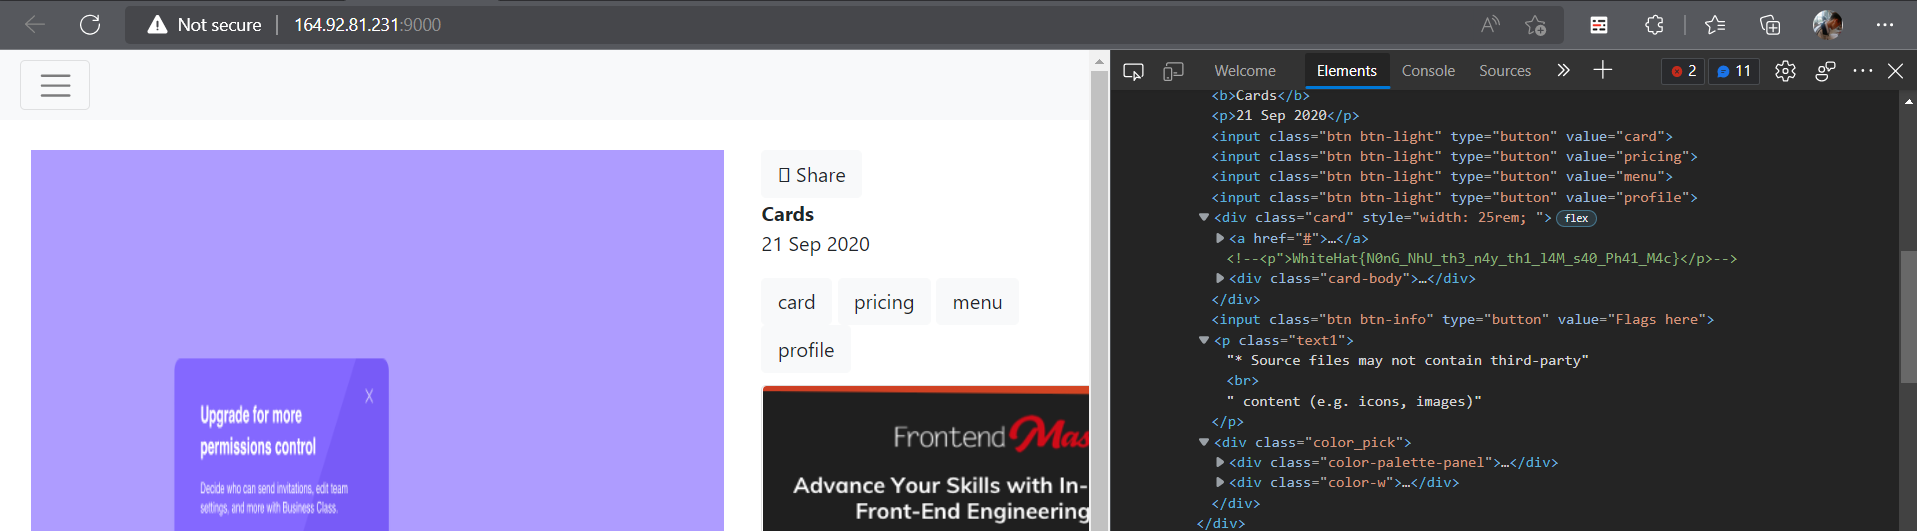 Not secure | 164.92.81.231:9000
Welcome Elements Console Sources 2 11
Share
Cards
21 Sep 2020
card pricing menu
profile
Upgrade for more
permissions control
X
Decide who can send invitations, edit team
settings, and more with Business Class.
Frontend Mas
Advance Your Skills with In-
Front-End Engineering
<b>Cards</b>
<p>21 Sep 2020</p>
<input class="btn btn-light" type="button" value="card">
<input class="btn btn-light" type="button" value="pricing">
<input class="btn btn-light" type="button" value="menu">
<input class="btn btn-light" type="button" value="profile">
<div class="card" style="width: 25rem; "> flex
<a href="#">…</a>
<!--<p">WhiteHat{N0nG_NhU_th3_n4y_th1_l4M_s40_Ph41_M4c}</p>-->
<div class="card-body">…</div>
</div>
<input class="btn btn-info" type="button" value="Flags here">
<p class="text1">
"* Source files may not contain third-party"
<br>
" content (e.g. icons, images)"
</p>
<div class="color_pick">
<div class="color-palette-panel">…</div>
<div class="color-w">…</div>
</div>
</div>